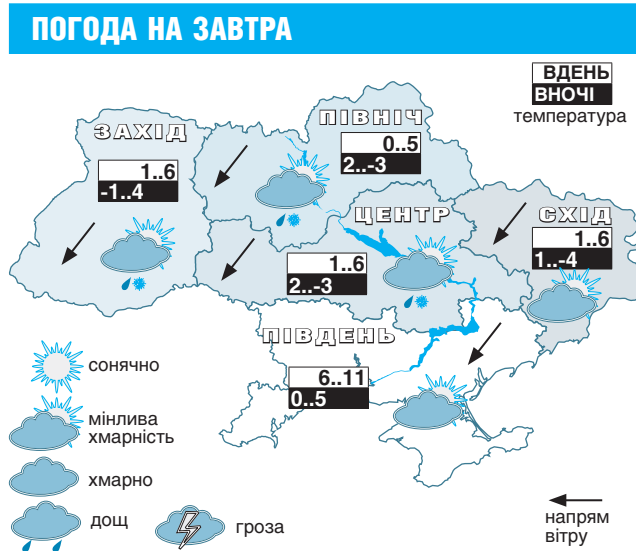 ПОГОДА НА ЗАВТРА
ВДЕНЬ
ВНОЧІ
температура
ЗАХІД
1..6
-1..4
ПІВНІЧ
0..5
2..-3
ЦЕНТР
1..6
2..-3
СХІД
1..6
1..-4
ПІВДЕНЬ
6..11
0..5
сонячно
мінлива
хмарність
хмарно
дощ
гроза
напрям
вітру